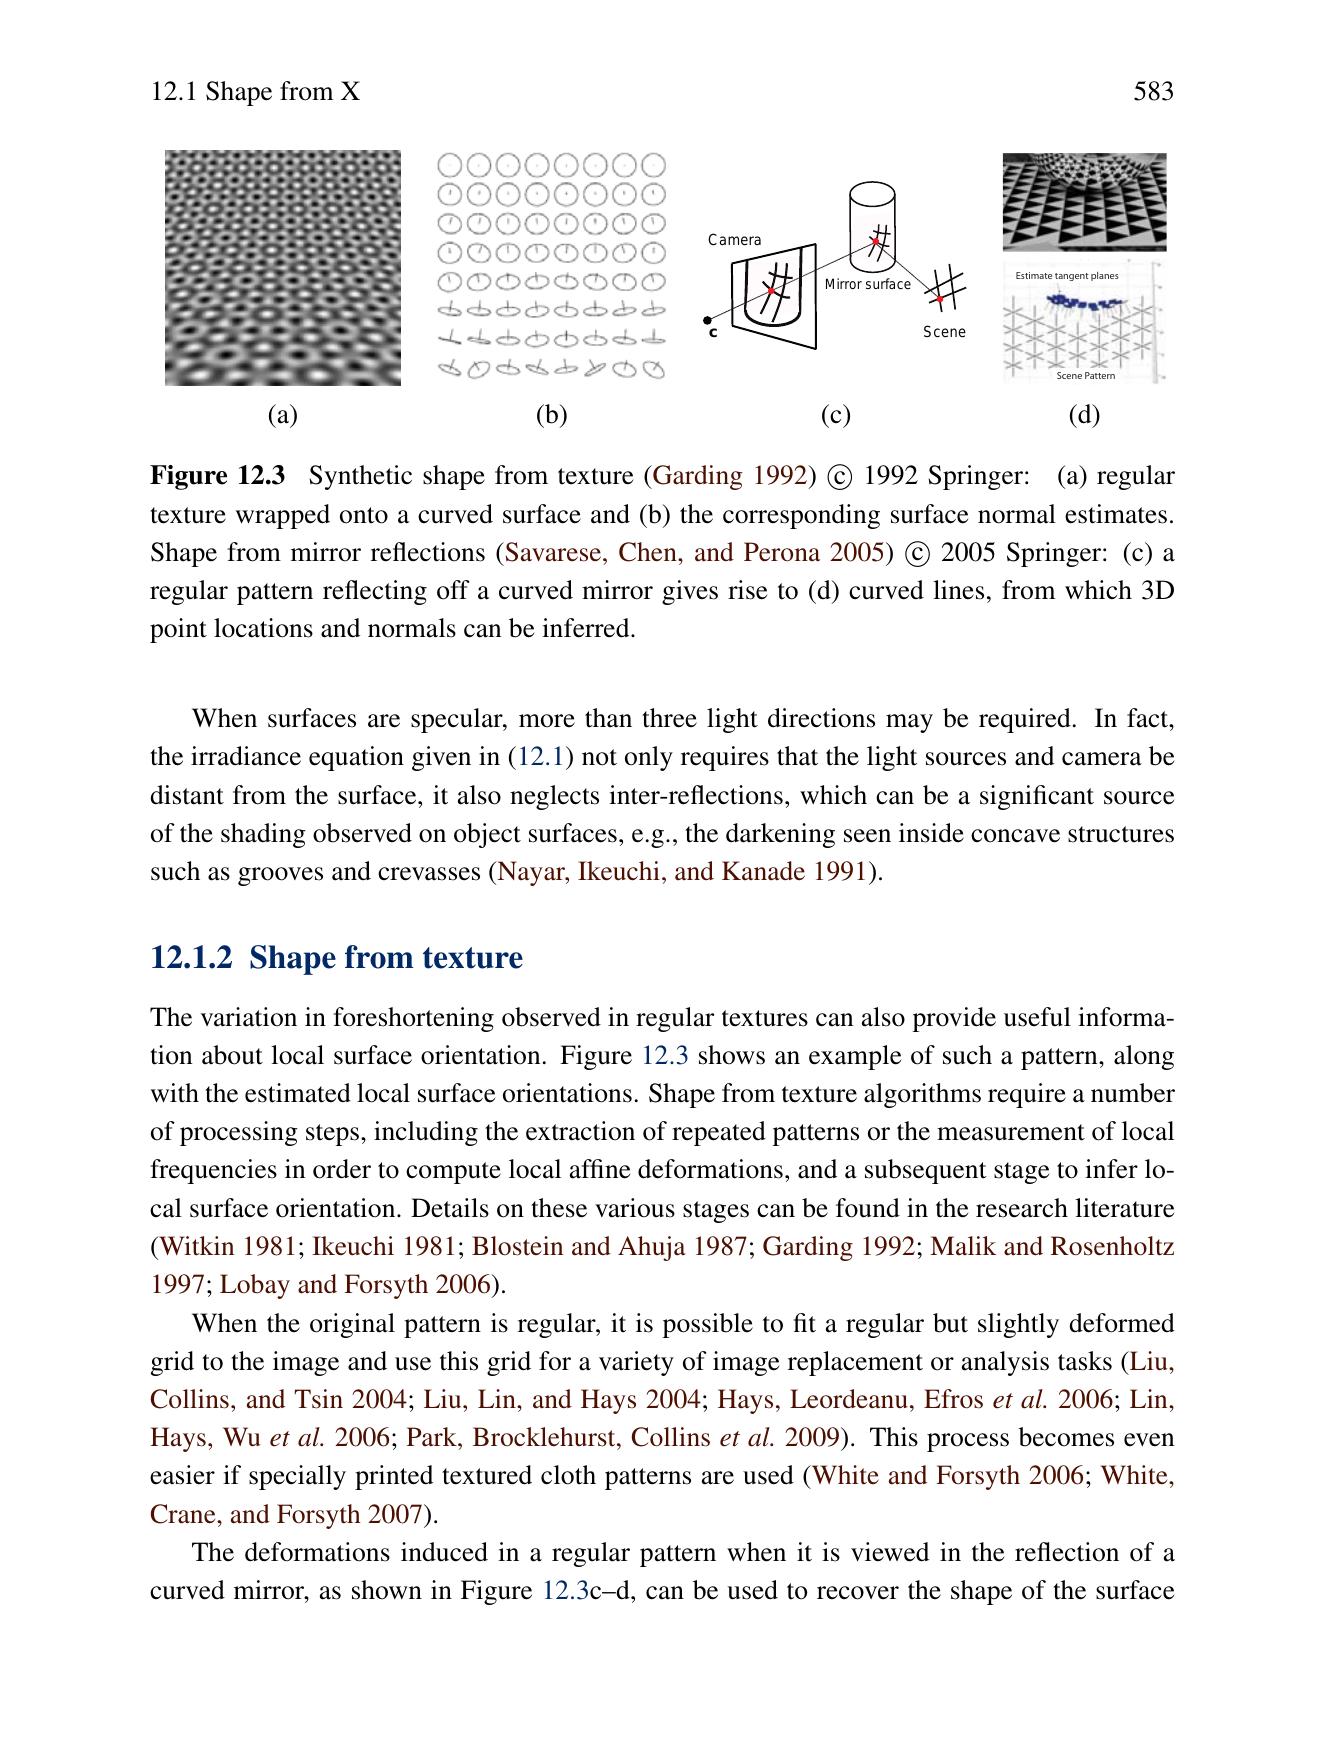 12.1 Shape from X 583
Camera
Mirror surface
c
Scene
Estimate tangent planes
Scene Pattern
(a) (b) (c) (d)
Figure 12.3 Synthetic shape from texture (Garding 1992) © 1992 Springer: (a) regular
texture wrapped onto a curved surface and (b) the corresponding surface normal estimates.
Shape from mirror reflections (Savarese, Chen, and Perona 2005) © 2005 Springer: (c) a
regular pattern reflecting off a curved mirror gives rise to (d) curved lines, from which 3D
point locations and normals can be inferred.
When surfaces are specular, more than three light directions may be required. In fact,
the irradiance equation given in (12.1) not only requires that the light sources and camera be
distant from the surface, it also neglects inter-reflections, which can be a significant source
of the shading observed on object surfaces, e.g., the darkening seen inside concave structures
such as grooves and crevasses (Nayar, Ikeuchi, and Kanade 1991).
12.1.2 Shape from texture
The variation in foreshortening observed in regular textures can also provide useful informa-
tion about local surface orientation. Figure 12.3 shows an example of such a pattern, along
with the estimated local surface orientations. Shape from texture algorithms require a number
of processing steps, including the extraction of repeated patterns or the measurement of local
frequencies in order to compute local affine deformations, and a subsequent stage to infer lo-
cal surface orientation. Details on these various stages can be found in the research literature
(Witkin 1981; Ikeuchi 1981; Blostein and Ahuja 1987; Garding 1992; Malik and Rosenholtz
1997; Lobay and Forsyth 2006).
When the original pattern is regular, it is possible to fit a regular but slightly deformed
grid to the image and use this grid for a variety of image replacement or analysis tasks (Liu,
Collins, and Tsin 2004; Liu, Lin, and Hays 2004; Hays, Leordeanu, Efros et al. 2006; Lin,
Hays, Wu et al. 2006; Park, Brocklehurst, Collins et al. 2009). This process becomes even
easier if specially printed textured cloth patterns are used (White and Forsyth 2006; White,
Crane, and Forsyth 2007).
The deformations induced in a regular pattern when it is viewed in the reflection of a
curved mirror, as shown in Figure 12.3c–d, can be used to recover the shape of the surface